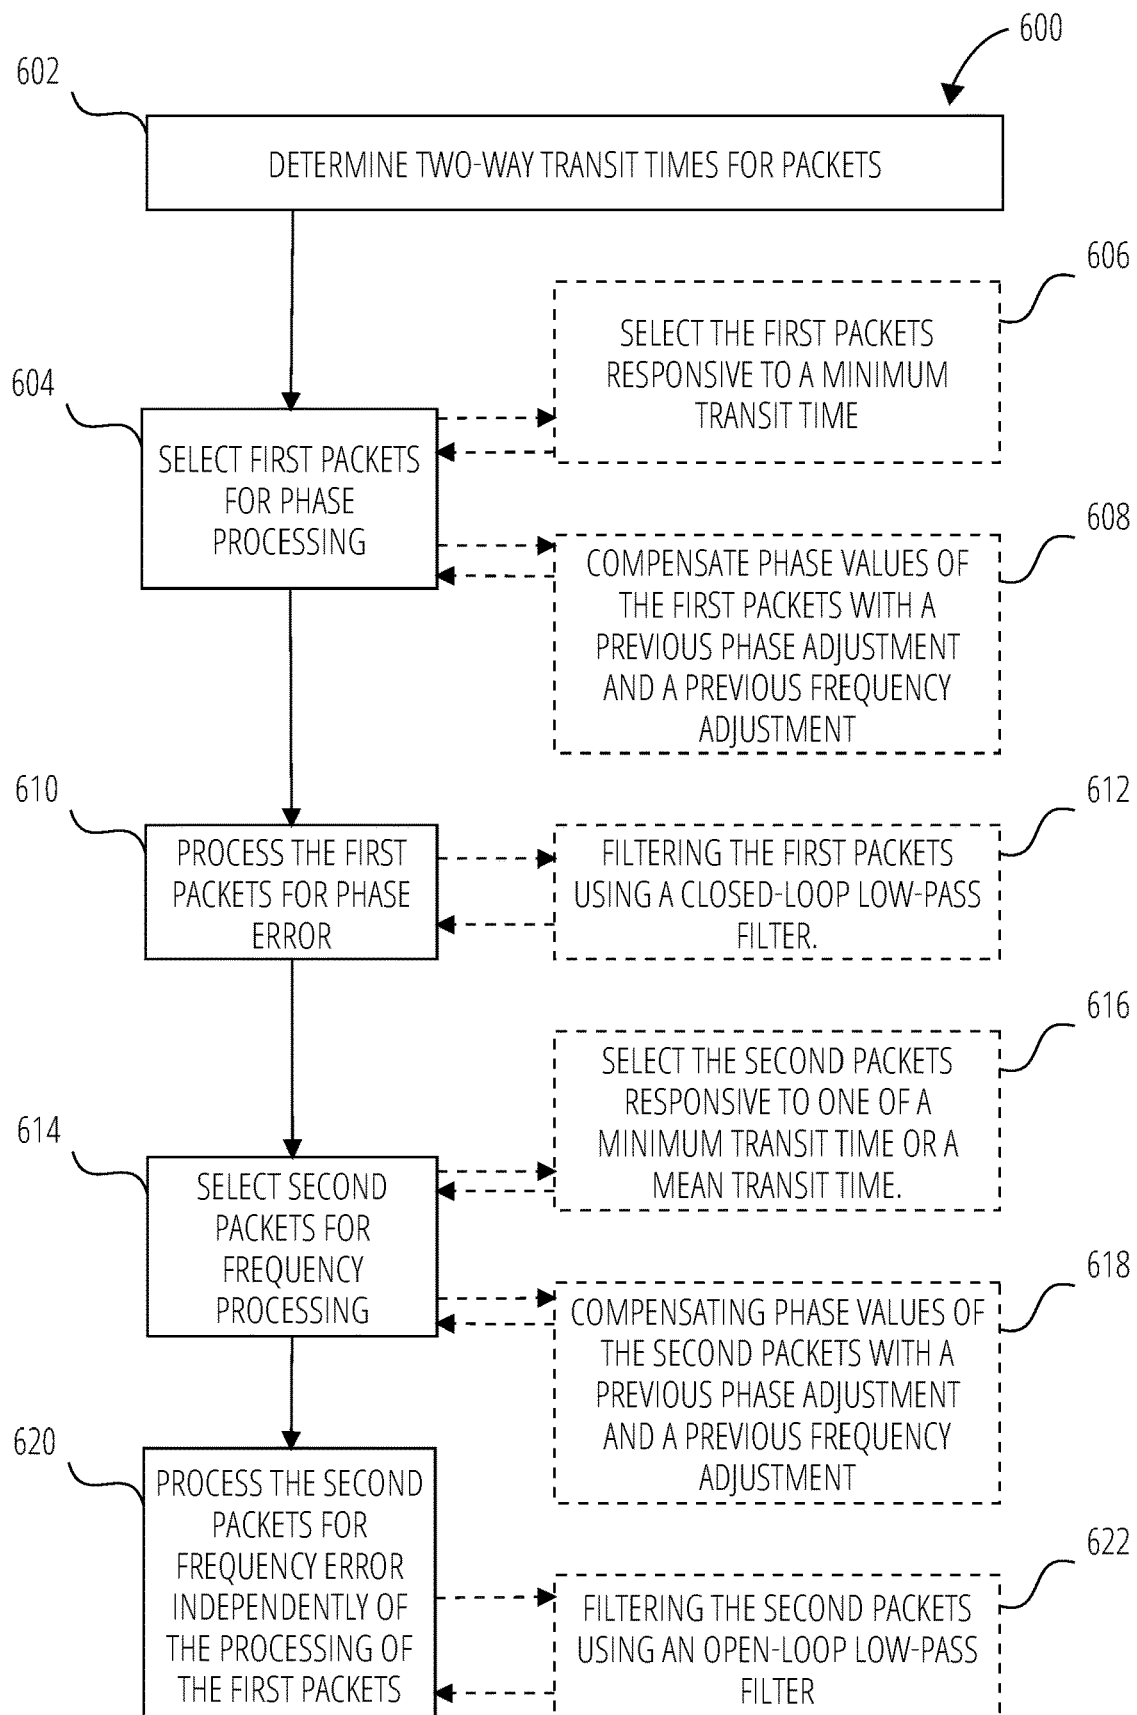 600
602
DETERMINE TWO-WAY TRANSIT TIMES FOR PACKETS
606
SELECT THE FIRST PACKETS
RESPONSIVE TO A MINIMUM
TRANSIT TIME
604
SELECT FIRST PACKETS
FOR PHASE
PROCESSING
608
COMPENSATE PHASE VALUES OF
THE FIRST PACKETS WITH A
PREVIOUS PHASE ADJUSTMENT
AND A PREVIOUS FREQUENCY
ADJUSTMENT
610
PROCESS THE FIRST
PACKETS FOR PHASE
ERROR
612
FILTERING THE FIRST PACKETS
USING A CLOSED-LOOP LOW-PASS
FILTER.
616
SELECT THE SECOND PACKETS
RESPONSIVE TO ONE OF A
MINIMUM TRANSIT TIME OR A
MEAN TRANSIT TIME.
614
SELECT SECOND
PACKETS FOR
FREQUENCY
PROCESSING
618
COMPENSATING PHASE VALUES OF
THE SECOND PACKETS WITH A
PREVIOUS PHASE ADJUSTMENT
AND A PREVIOUS FREQUENCY
ADJUSTMENT
620
PROCESS THE SECOND
PACKETS FOR
FREQUENCY ERROR
INDEPENDENTLY OF
THE PROCESSING OF
THE FIRST PACKETS
622
FILTERING THE SECOND PACKETS
USING AN OPEN-LOOP LOW-PASS
FILTER